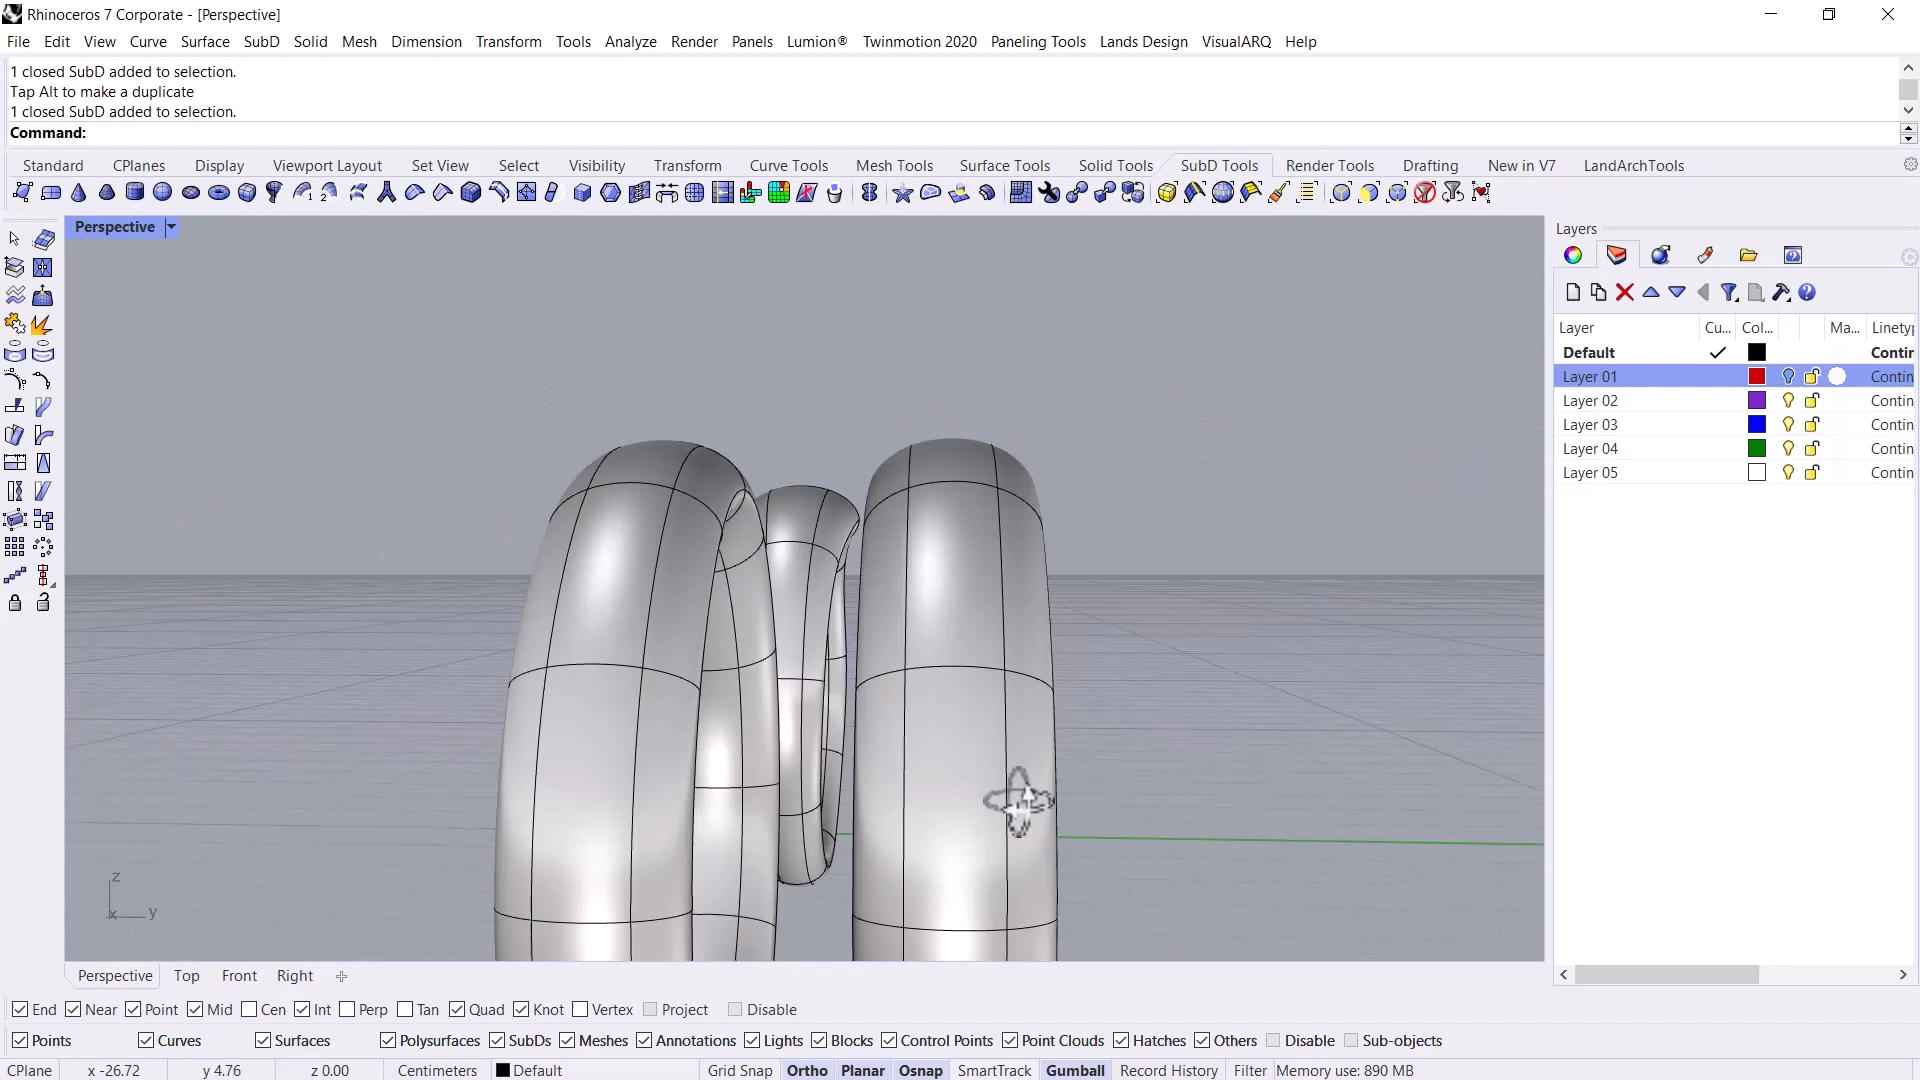 Rhinoceros 7 Corporate - [Perspective]
File Edit View Curve Surface SubD Solid Mesh Dimension Transform Tools Analyze Render Panels Lumion® Twinmotion 2020 Paneling Tools Lands Design VisualARQ Help
1 closed SubD added to selection.
Tap Alt to make a duplicate
1 closed SubD added to selection.
Command:
Standard CPlanes Display Viewport Layout Set View Select Visibility Transform Curve Tools Mesh Tools Surface Tools Solid Tools SubD Tools Render Tools Drafting New in V7 LandArchTools
Perspective
Layers
Layer Cu... Col... Ma... Linetyp
Default Contin
Layer 01 Contin
Layer 02 Contin
Layer 03 Contin
Layer 04 Contin
Layer 05 Contin
z
x y
Perspective Top Front Right
End Near Point Mid Cen Int Perp Tan Quad Knot Vertex Project Disable
Points Curves Surfaces Polysurfaces SubDs Meshes Annotations Lights Blocks Control Points Point Clouds Hatches Others Disable Sub-objects
CPlane x -26.72 y 4.76 z 0.00 Centimeters Default Grid Snap Ortho Planar Osnap SmartTrack Gumball Record History Filter Memory use: 890 MB